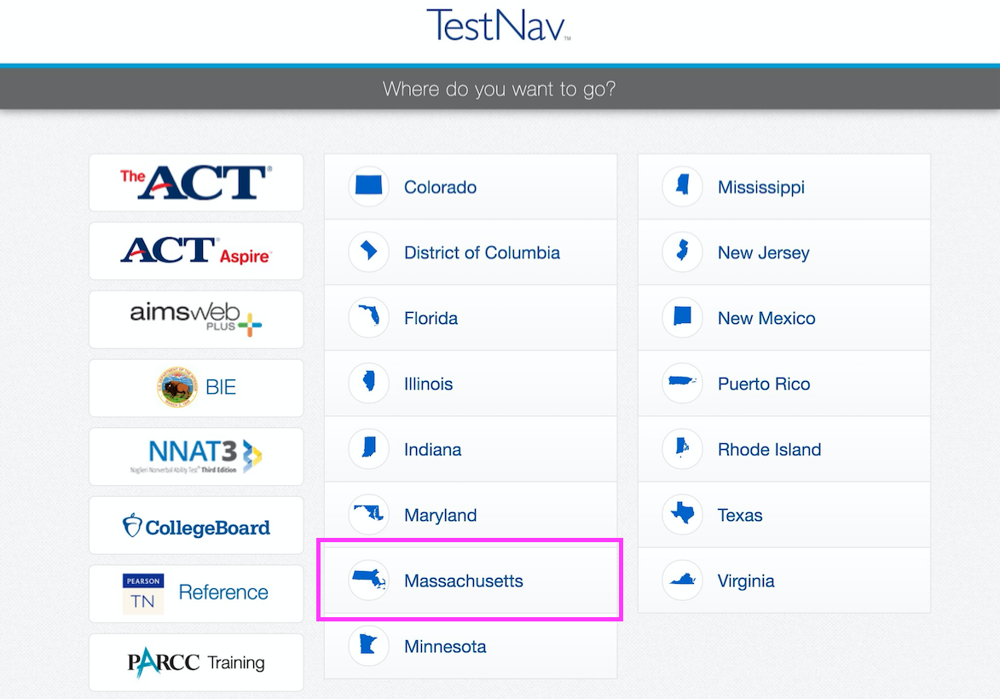 TestNav™
Where do you want to go?
The ACT®
ACT® Aspire™
aimsweb
PLUS
BIE
NNAT3
Naglieri Nonverbal Ability Test® Third Edition
CollegeBoard
PEARSON
TN
Reference
PARCC Training
Colorado
District of Columbia
Florida
Illinois
Indiana
Maryland
Massachusetts
Minnesota
Mississippi
New Jersey
New Mexico
Puerto Rico
Rhode Island
Texas
Virginia